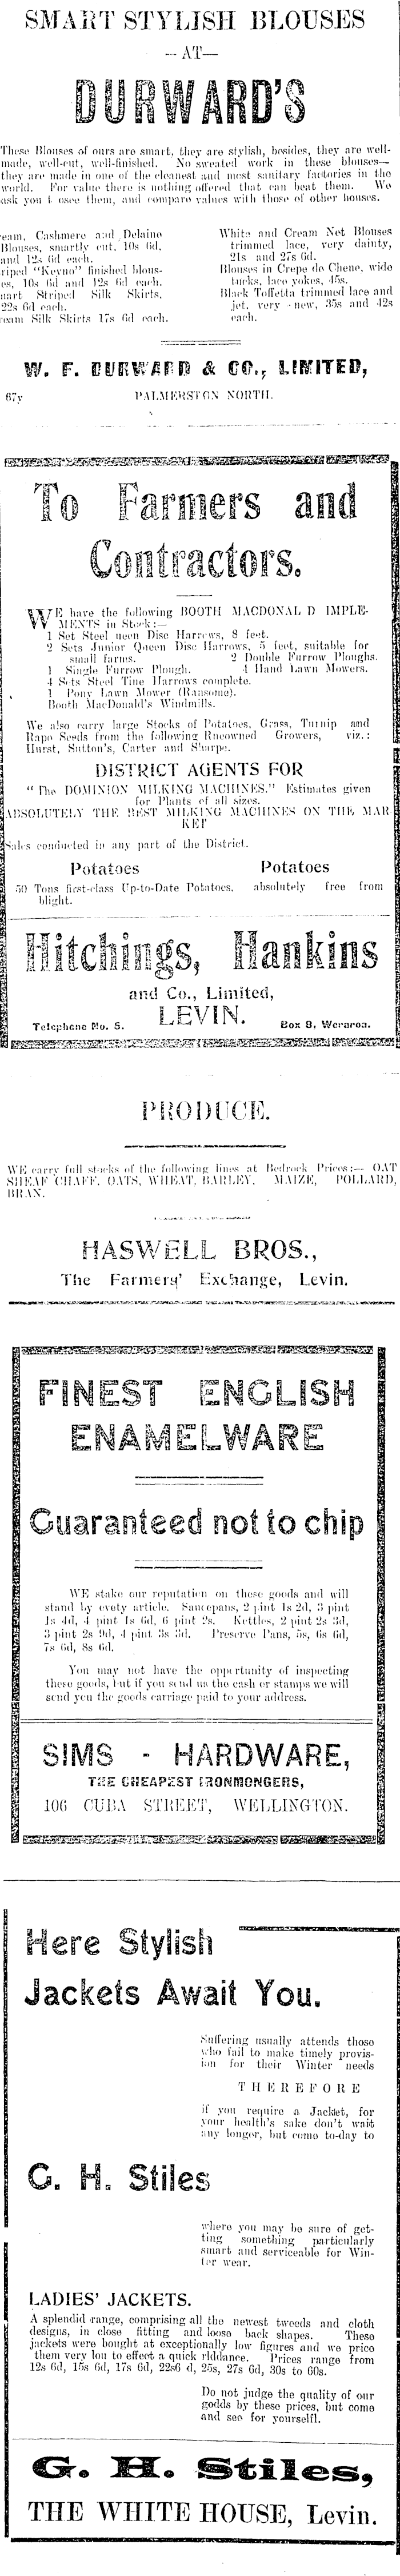 SMART STYLISH BLOUSES
—AT—
DURWARD'S
These Blouses of ours are smart, they are stylish, besides, they are well-
made, well-cut, well-finished. No sweated work in these blouses—
they are made in one of the cleanest and most sanitary factories in the
world. For value there is nothing offered that can beat them. We
ask you t osee them, and compare values with those of other houses.
eam, Cashmere and Delaine
Blouses, smartly cut, 10s 6d,
and 12s 6d each.
riped "Keyno" finished blous-
es, 10s 6d and 12s 6d each.
mart Striped Silk Skirts,
22s 6d each.
ream Silk Skirts 17s 6d each.
White and Cream Net Blouses
trimmed lace, very dainty,
21s and 27s 6d.
Blouses in Crepe do Chene, wide
tucks, lace yokes, 45s.
Black Toffetta trimmed lace and
jet, very new, 35s and 42s
each.
W. F. DURWARD & CO., LIMITED,
67v PALMERSTON NORTH.
To Farmers and
Contractors.
WE have the following BOOTH MACDONAL D IMPLE-
MENTS in Stock:—
1 Set Steel ueen Disc Harrows, 8 feet.
2 Sets Junior Queen Disc Harrows, 5 feet, suitable for
small farms. 2 Double Furrow Ploughs.
1 Single Furrow Plough. 4 Hand Lawn Mowers.
4 Sets Steel Tine Harrows complete.
1 Pony Lawn Mower (Ransome).
Booth MacDonald's Windmills.
We also carry large Stocks of Potatoes, Grass, Turnip and
Rape Seeds from the following Rneowned Growers, viz.:
Hurst, Sutton's, Carter and Sharpe.
DISTRICT AGENTS FOR
"The DOMINION MILKING MACHINES." Estimates given
for Plants of all sizes.
ABSOLUTELY THE BEST MILKING MACHINES ON THE MAR
KET
Sales conducted in any part of the District.
Potatoes Potatoes
50 Tons first-class Up-to-Date Potatoes, absolutely free from
blight.
Hitchings, Hankins
and Co., Limited,
LEVIN.
Telephone No. 5. Box 8, Weraroa.
PRODUCE.
WE carry full stocks of the following lines at Bedrock Prices:— OAT
SHEAF CHAFF, OATS, WHEAT, BARLEY, MAIZE, POLLARD,
BRAN.
HASWELL BROS.,
The Farmers' Exchange, Levin.
FINEST ENGLISH
ENAMELWARE
Guaranteed not to chip
WE stake our reputation on these goods and will
stand by evety article. Saucepans, 2 pint 1s 2d, 3 pint
1s 4d, 4 pint 1s 6d, 6 pint 2s. Kettles, 2 pint 2s 3d,
3 pint 2s 9d, 4 pint 3s 3d. Preserve Pans, 5s, 6s 6d,
7s 6d, 8s 6d.
You may not have the opportunity of inspecting
these goods, but if you send us the cash or stamps we will
send you the goods carriage paid to your address.
SIMS - HARDWARE,
THE CHEAPEST IRONMONGERS,
106 CUBA STREET, WELLINGTON.
Here Stylish
Jackets Await You.
Suffering usually attends those
who fail to make timely provis-
ion for their Winter needs
THEREFORE
if you require a Jacket, for
your health's sake don't wait
any longer, but come to-day to
G. H. Stiles
where you may be sure of get-
ting something particularly
smart and serviceable for Win-
ter wear.
LADIES' JACKETS.
A splendid range, comprising all the newest tweeds and cloth
designs, in close fitting and loose back shapes. These
jackets were bought at exceptionally low figures and we price
them very lou to effect a quick riddance. Prices range from
12s 6d, 15s 6d, 17s 6d, 22s6 d, 25s, 27s 6d, 30s to 60s.
Do not judge the quality of our
godds by these prices, but come
and see for yourselfl.
G. H. Stiles,
THE WHITE HOUSE, Levin.